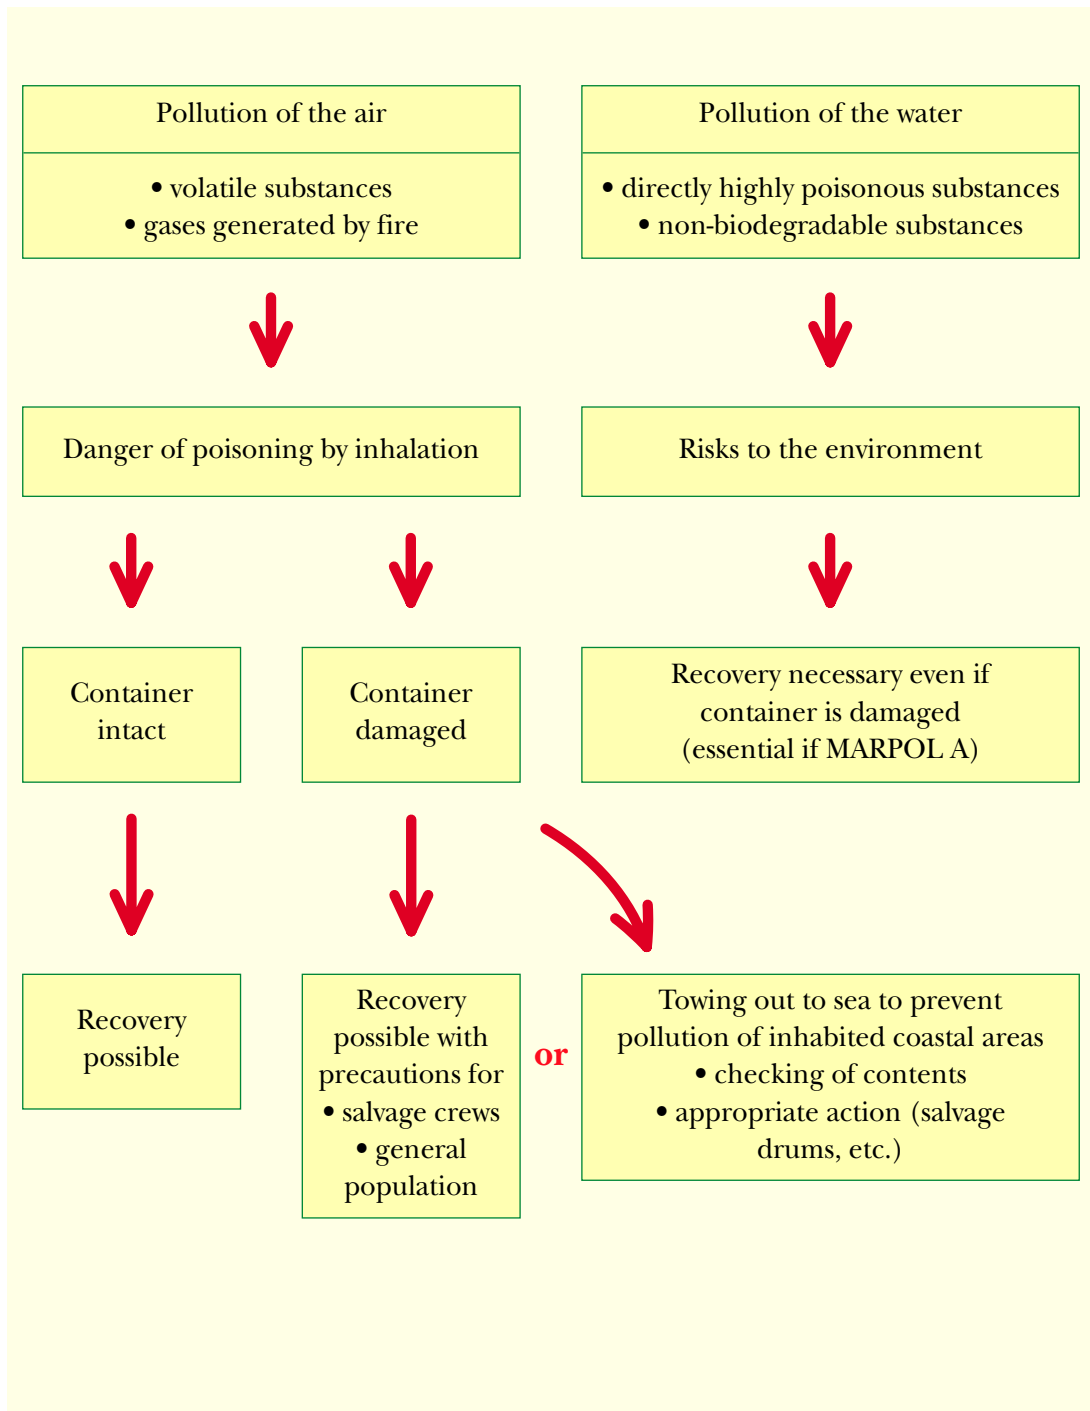 Pollution of the air
• volatile substances
• gases generated by fire
Pollution of the water
• directly highly poisonous substances
• non-biodegradable substances
Danger of poisoning by inhalation
Risks to the environment
Container
intact
Container
damaged
Recovery necessary even if
container is damaged
(essential if MARPOL A)
Recovery
possible
Recovery
possible with
precautions for
• salvage crews
• general
population
or
Towing out to sea to prevent
pollution of inhabited coastal areas
• checking of contents
• appropriate action (salvage
drums, etc.)